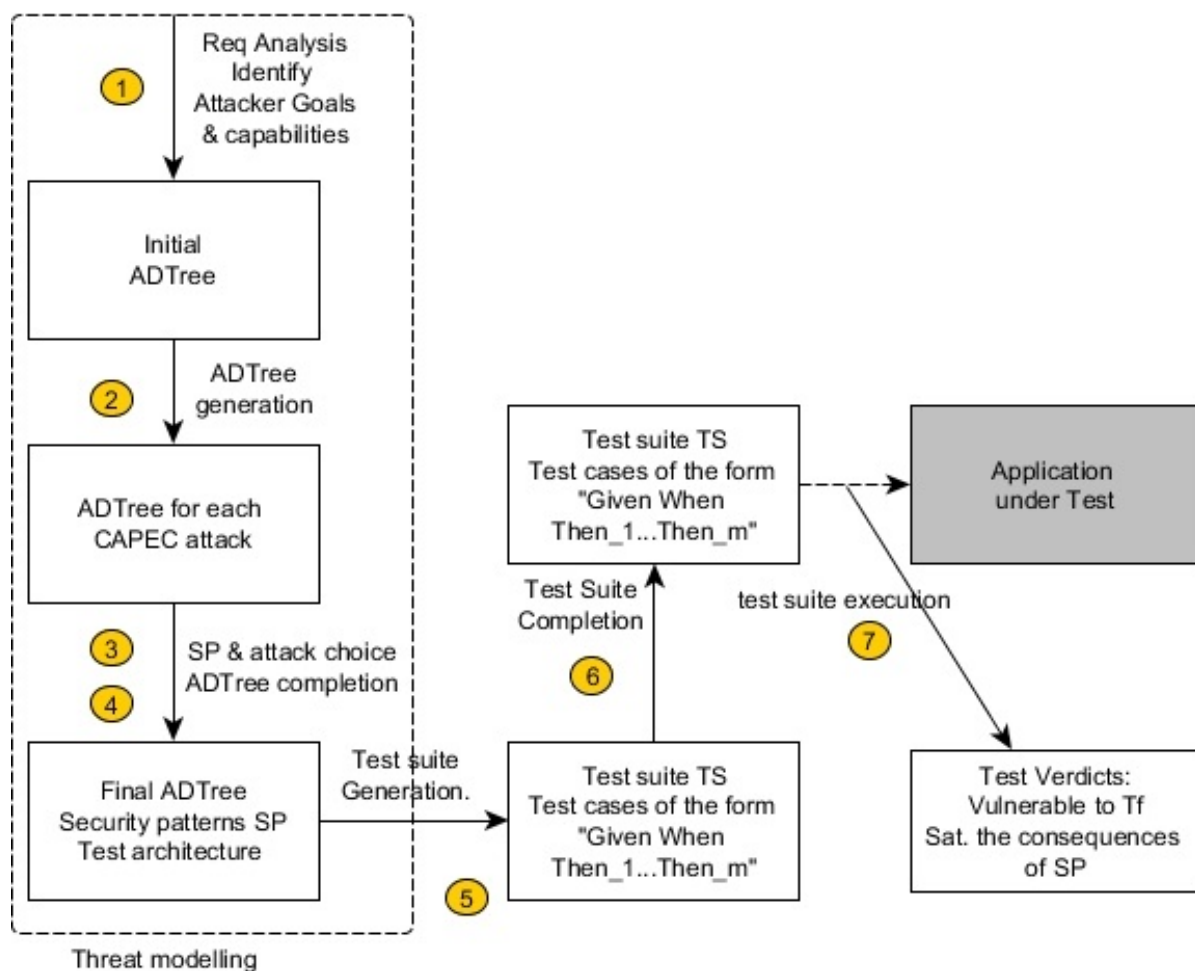 Req Analysis
Identify
Attacker Goals
& capabilities
1
Initial
ADTree
2
ADTree
generation
ADTree for each
CAPEC attack
3
4
SP & attack choice
ADTree completion
Final ADTree
Security patterns SP
Test architecture
Threat modelling
Test suite
Generation.
5
Test suite TS
Test cases of the form
"Given When
Then_1...Then_m"
Test Suite
Completion
6
Test suite TS
Test cases of the form
"Given When
Then_1...Then_m"
Application
under Test
test suite execution
7
Test Verdicts:
Vulnerable to Tf
Sat. the consequences
of SP